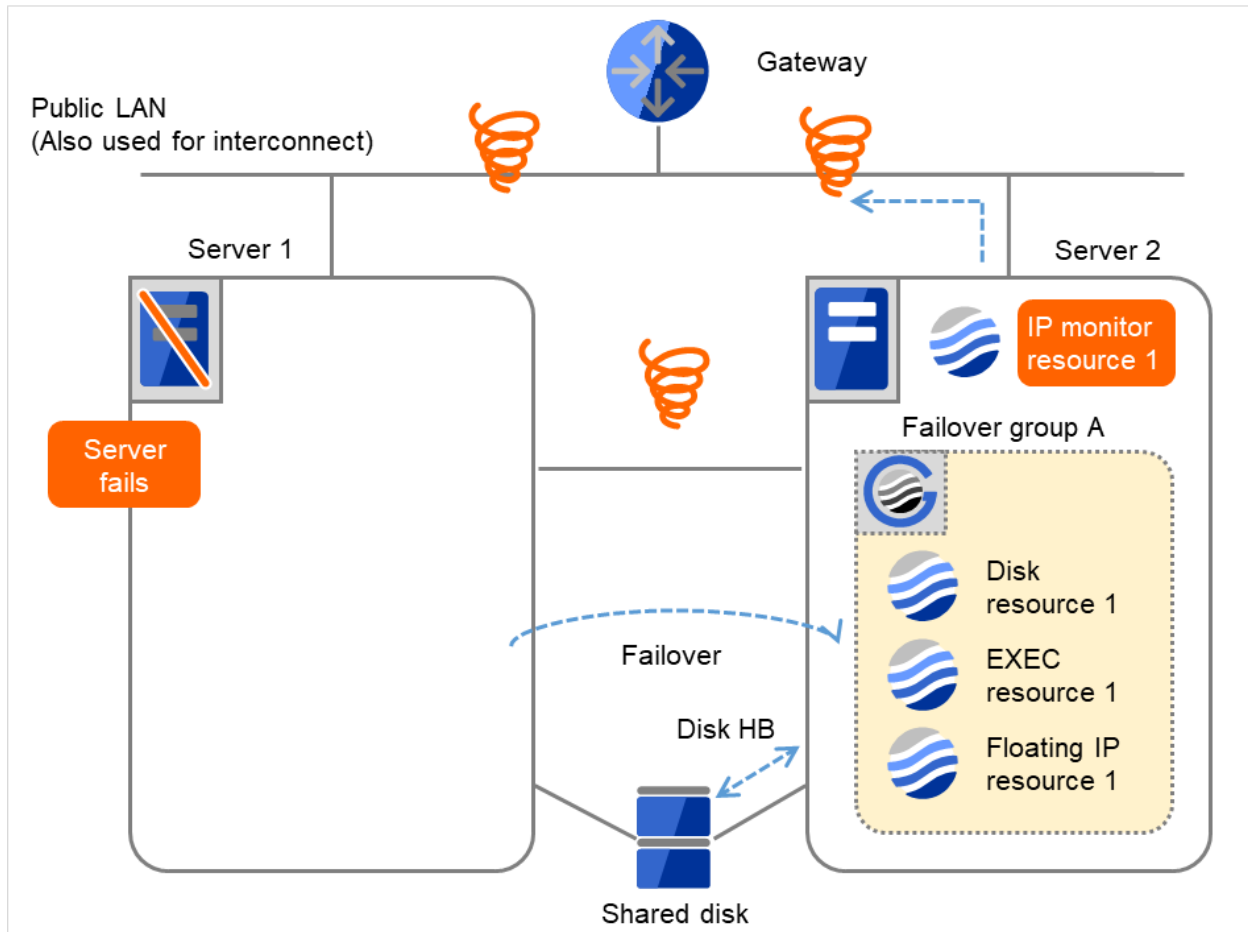 Gateway
Public LAN
(Also used for interconnect)
Server 1
Server 2
IP monitor
resource 1
Server
fails
Failover group A
Disk
resource 1
EXEC
resource 1
Failover
Disk HB
Floating IP
resource 1
Shared disk